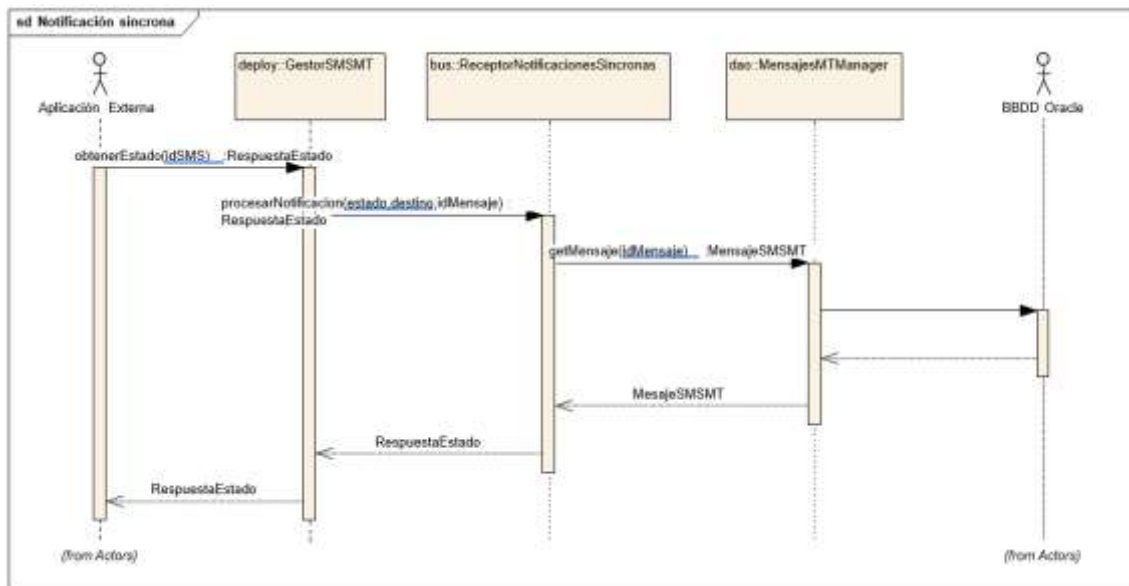 sd Notificación sincrona
deploy::GestorSMSMT
bus::ReceptorNotificacionesSincronas
dao::MensajesMTManager
Aplicación Externa
BBDD Oracle
obtenerEstado(idSMS) :RespuestaEstado
procesarNotificacion(estado,destino,idMensaje) :
RespuestaEstado
getMensaje(idMensaje) :MensajeSMSMT
MesajeSMSMT
RespuestaEstado
RespuestaEstado
(from Actors)
(from Actors)